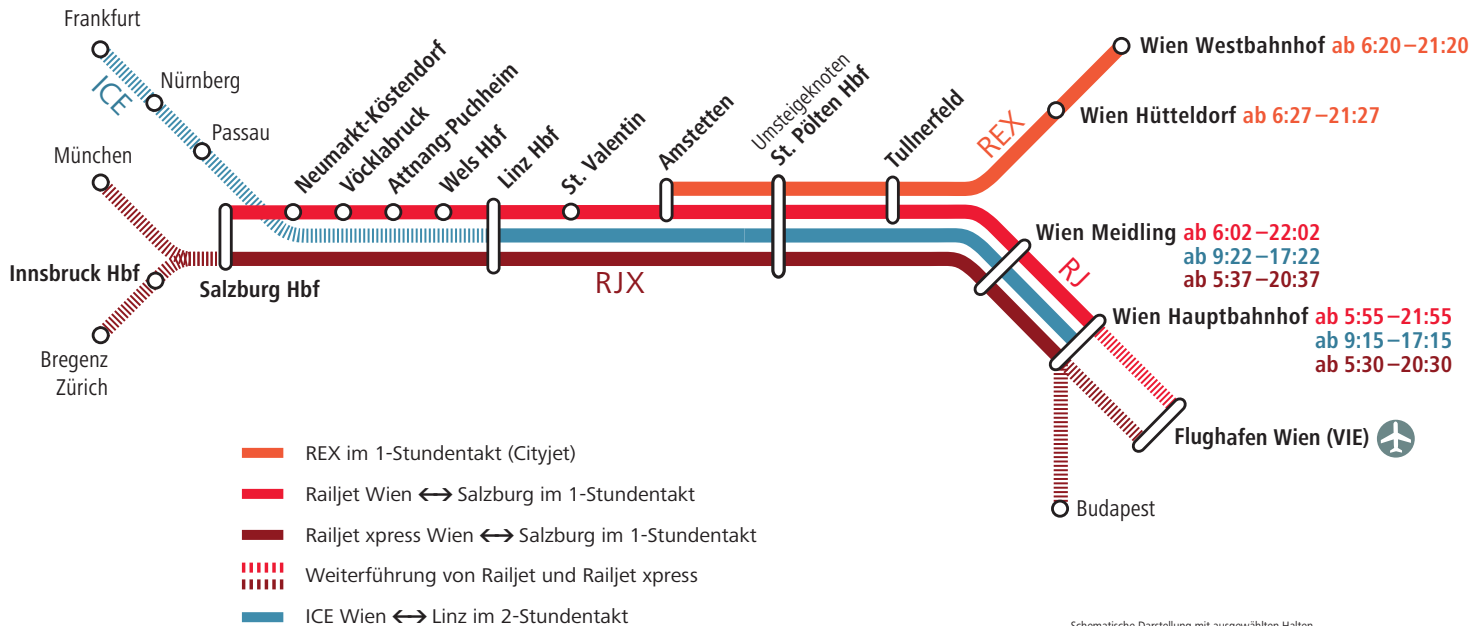 Frankfurt
ICE
Nürnberg
Passau
München
Innsbruck Hbf
Bregenz
Zürich
Salzburg Hbf
Neumarkt-Köstendorf
Vöcklabruck
Attnang-Puchheim
Wels Hbf
Linz Hbf
St. Valentin
Amstetten
Umsteigeknoten
St. Pölten Hbf
Tullnerfeld
REX
Wien Westbahnhof ab 6:20–21:20
Wien Hütteldorf ab 6:27–21:27
RJX
RJ
Wien Meidling ab 6:02–22:02
ab 9:22–17:22
ab 5:37–20:37
Wien Hauptbahnhof ab 5:55–21:55
ab 9:15–17:15
ab 5:30–20:30
Flughafen Wien (VIE)
Budapest
REX im 1-Stundentakt (Cityjet)
Railjet Wien ↔ Salzburg im 1-Stundentakt
Railjet xpress Wien ↔ Salzburg im 1-Stundentakt
Weiterführung von Railjet und Railjet xpress
ICE Wien ↔ Linz im 2-Stundentakt
Schematische Darstellung mit ausgewählten Halten